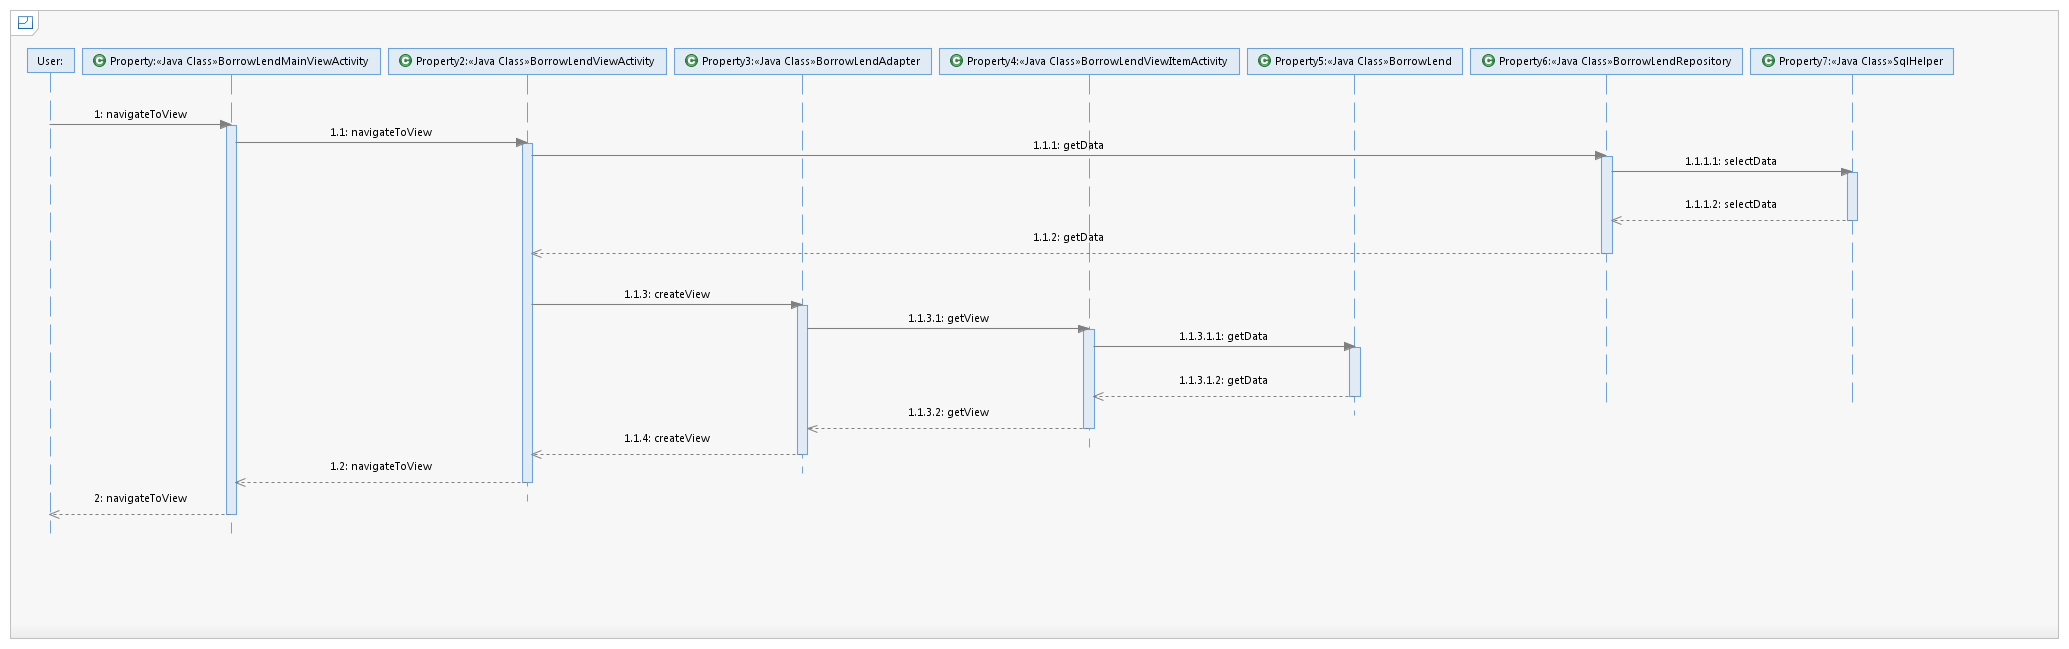 User:
C Property:«Java Class»BorrowLendMainViewActivity
C Property2:«Java Class»BorrowLendViewActivity
C Property3:«Java Class»BorrowLendAdapter
C Property4:«Java Class»BorrowLendViewItemActivity
C Property5:«Java Class»BorrowLend
C Property6:«Java Class»BorrowLendRepository
C Property7:«Java Class»SqlHelper
1: navigateToView
1.1: navigateToView
1.1.1: getData
1.1.1.1: selectData
1.1.1.2: selectData
1.1.2: getData
1.1.3: createView
1.1.3.1: getView
1.1.3.1.1: getData
1.1.3.1.2: getData
1.1.3.2: getView
1.1.4: createView
1.2: navigateToView
2: navigateToView